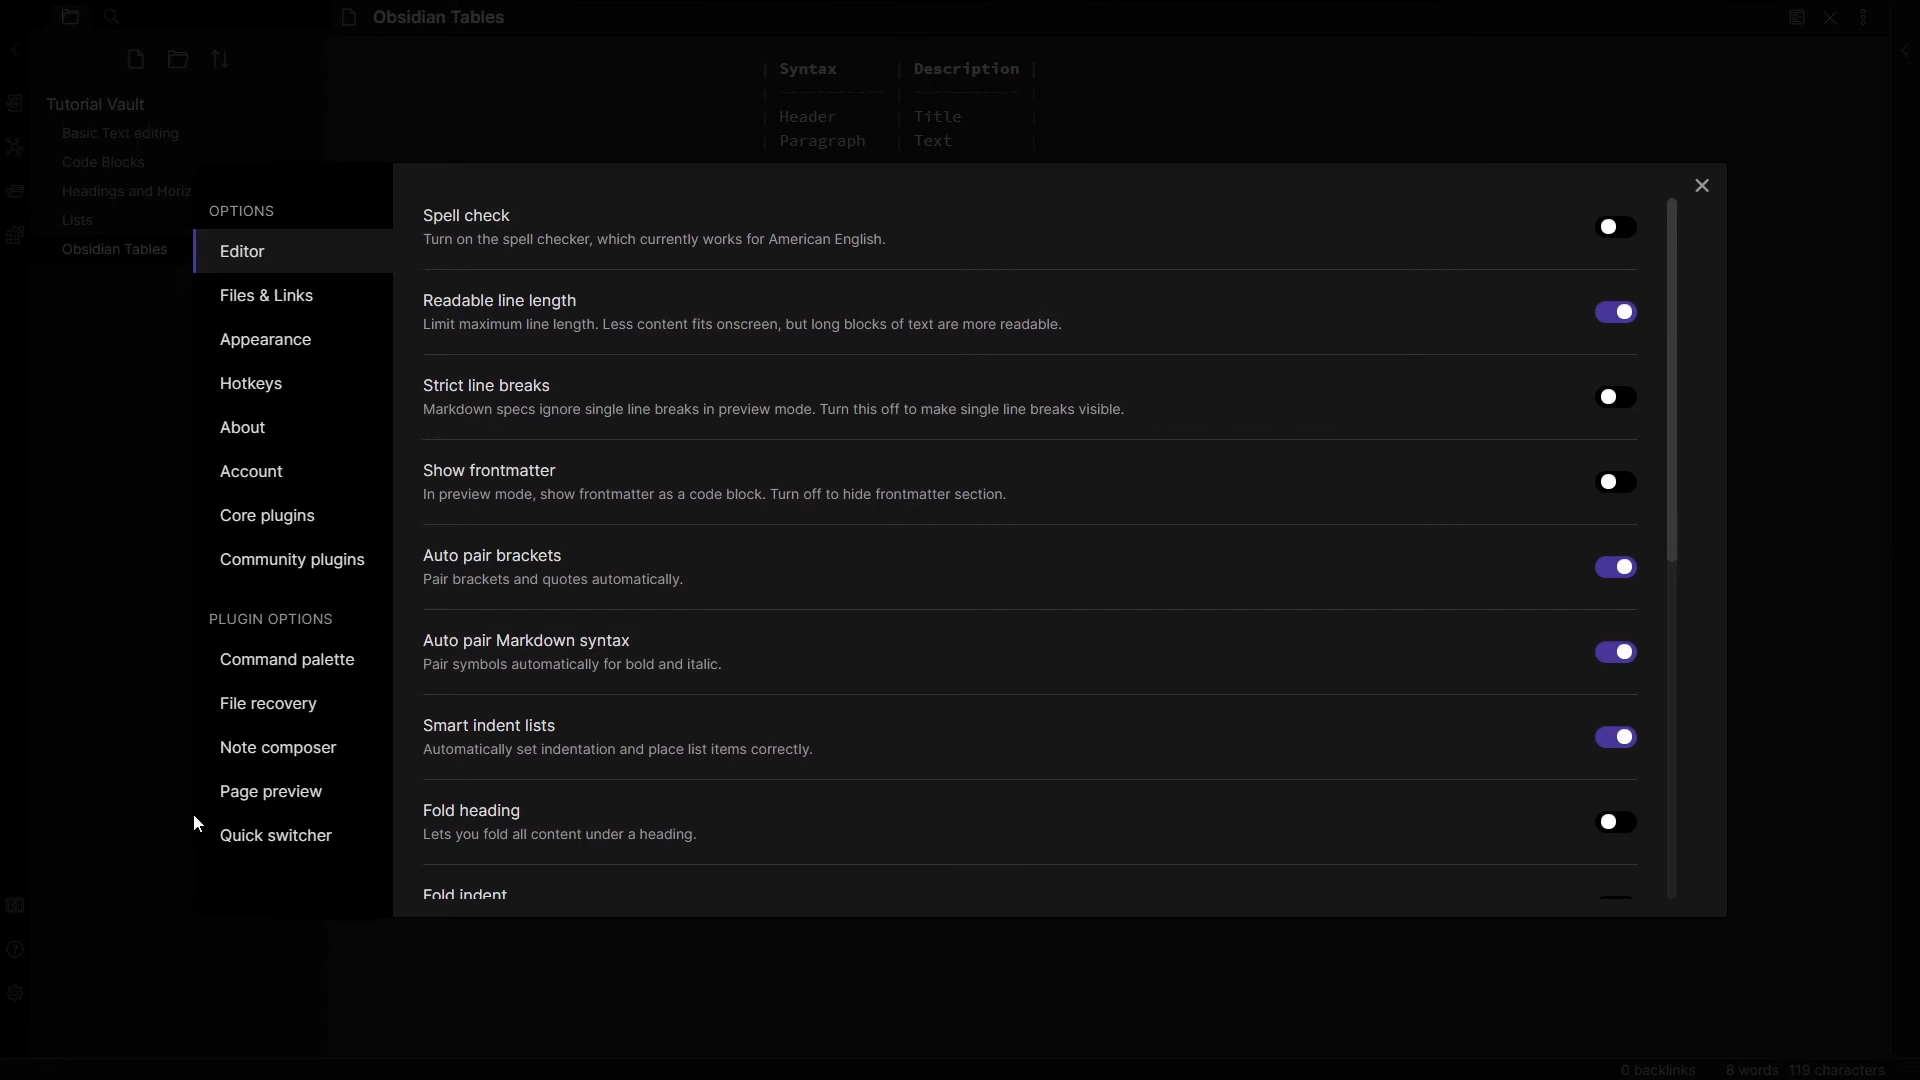 Obsidian Tables
Syntax Description
Header Title
Paragraph Text
Tutorial Vault
Basic Text editing
Code Blocks
Headings and Horiz
Lists
Obsidian Tables
OPTIONS
Editor
Files & Links
Appearance
Hotkeys
About
Account
Core plugins
Community plugins
PLUGIN OPTIONS
Command palette
File recovery
Note composer
Page preview
Quick switcher
Spell check
Turn on the spell checker, which currently works for American English.
Readable line length
Limit maximum line length. Less content fits onscreen, but long blocks of text are more readable.
Strict line breaks
Markdown specs ignore single line breaks in preview mode. Turn this off to make single line breaks visible.
Show frontmatter
In preview mode, show frontmatter as a code block. Turn off to hide frontmatter section.
Auto pair brackets
Pair brackets and quotes automatically.
Auto pair Markdown syntax
Pair symbols automatically for bold and italic.
Smart indent lists
Automatically set indentation and place list items correctly.
Fold heading
Lets you fold all content under a heading.
Fold indent
0 backlinks 8 words 119 characters